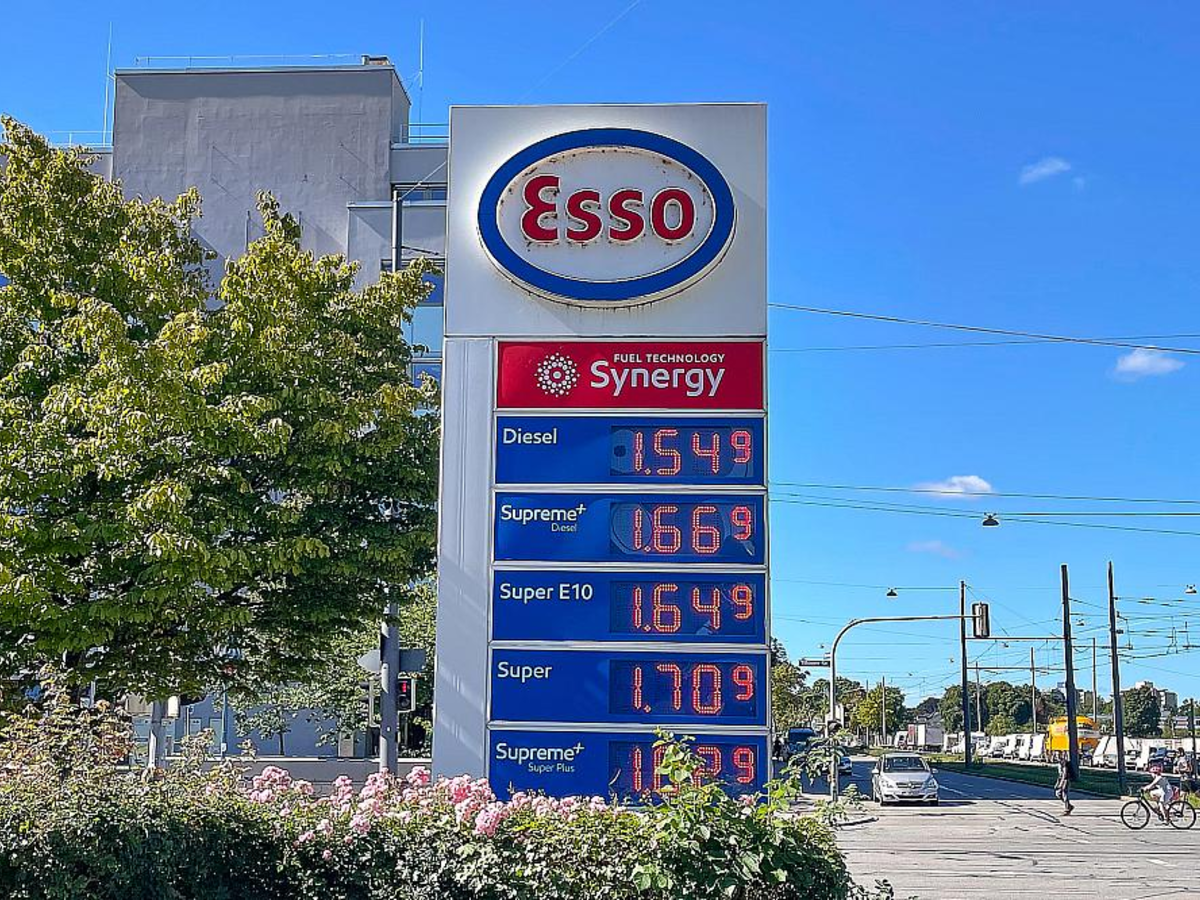 Esso
FUEL TECHNOLOGY
Synergy
Diesel 1.549
Supreme+ 1.669
Diesel
Super E10 1.649
Super 1.709
Supreme+
Super Plus